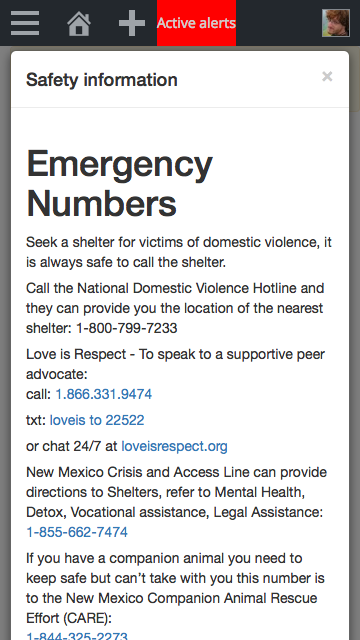 Active alerts
Safety information
×
Emergency
Numbers
Seek a shelter for victims of domestic violence, it
is always safe to call the shelter.
Call the National Domestic Violence Hotline and
they can provide you the location of the nearest
shelter: 1-800-799-7233
Love is Respect - To speak to a supportive peer
advocate:
call: 1.866.331.9474
txt: loveis to 22522
or chat 24/7 at loveisrespect.org
New Mexico Crisis and Access Line can provide
directions to Shelters, refer to Mental Health,
Detox, Vocational assistance, Legal Assistance:
1-855-662-7474
If you have a companion animal you need to
keep safe but can’t take with you this number is
to the New Mexico Companion Animal Rescue
Effort (CARE):
1-844-325-2273